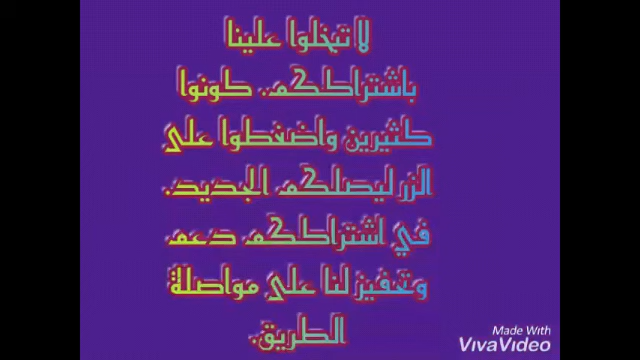 لا تبخلوا علينا
باشتراككم. كونوا
كثيرين واضغطوا على
الزر ليصلكم الجديد.
في اشتراككم دعم
وتحفيز لنا على مواصلة
الطريق.
Made With
VivaVideo